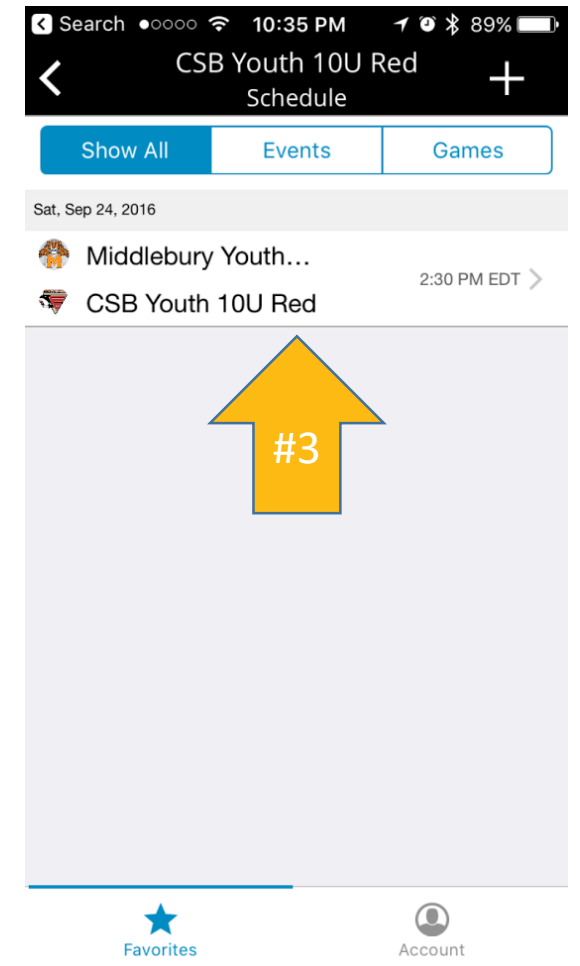 Search 10:35 PM 89%
CSB Youth 10U Red
Schedule
Show All Events Games
Sat, Sep 24, 2016
Middlebury Youth...
2:30 PM EDT
CSB Youth 10U Red
#3
Favorites Account